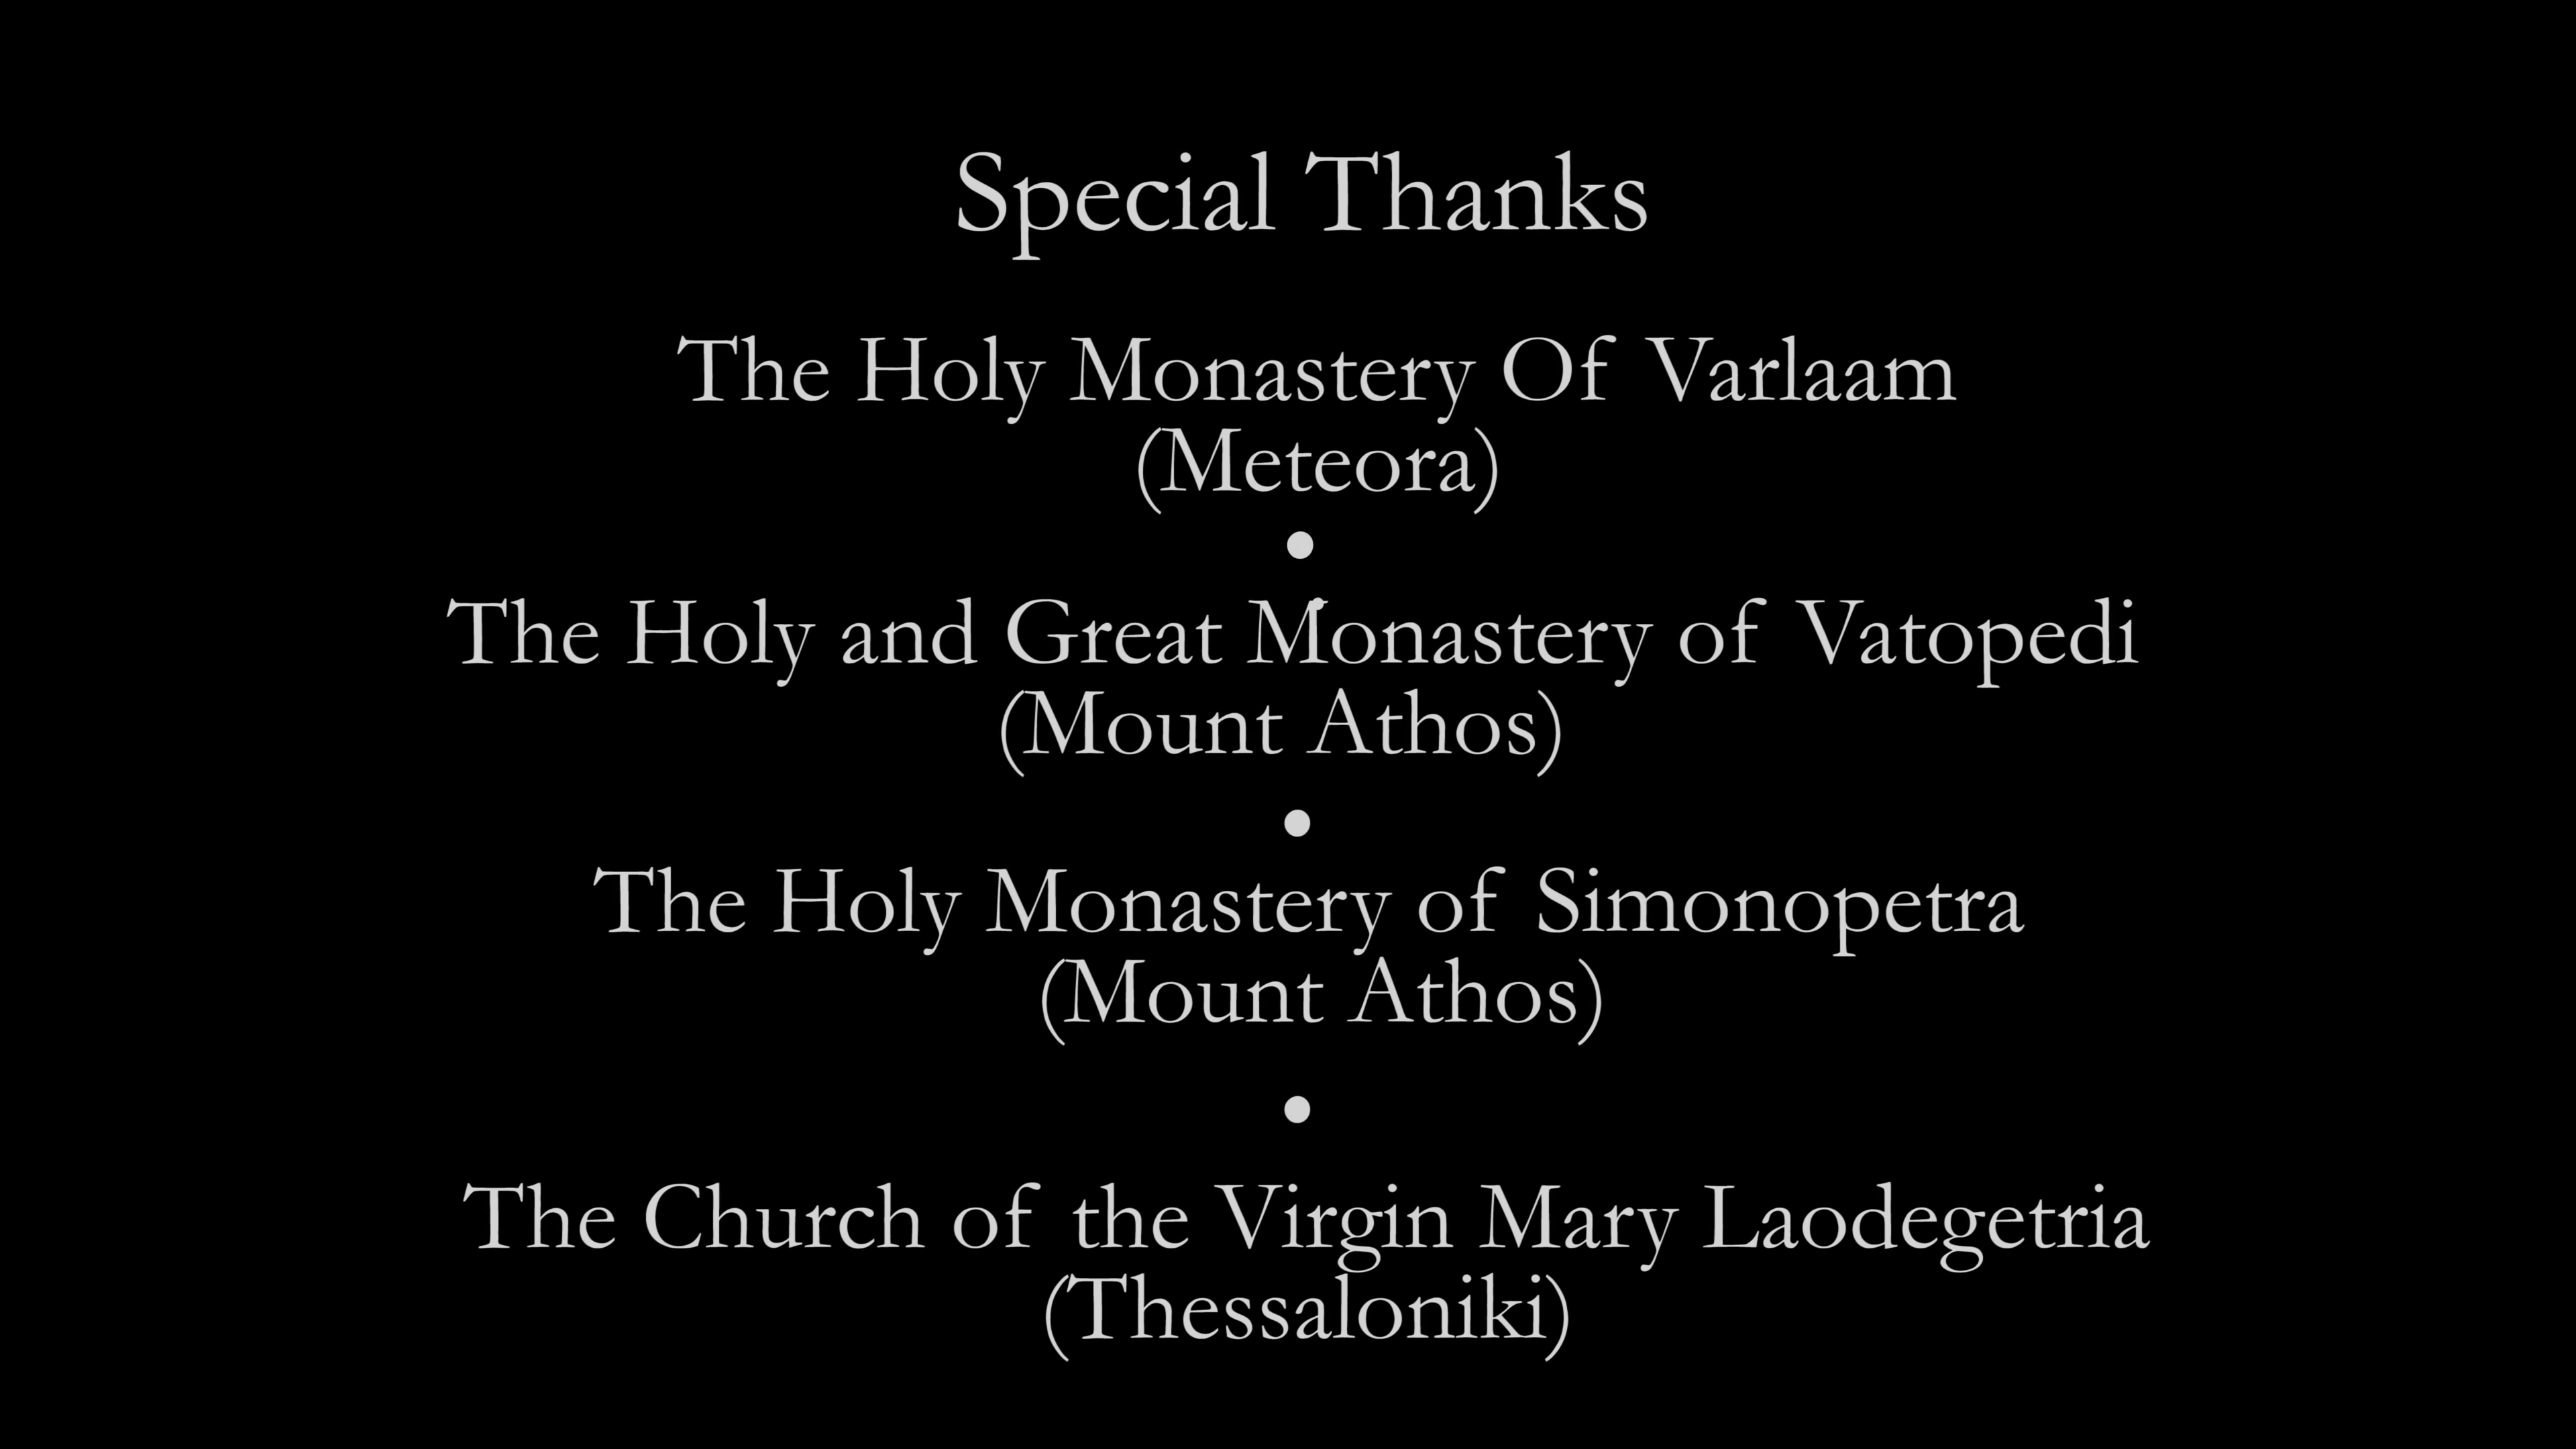 Special Thanks
The Holy Monastery Of Varlaam
(Meteora)
•
The Holy and Great Monastery of Vatopedi
(Mount Athos)
•
The Holy Monastery of Simonopetra
(Mount Athos)
•
The Church of the Virgin Mary Laodegetria
(Thessaloniki)